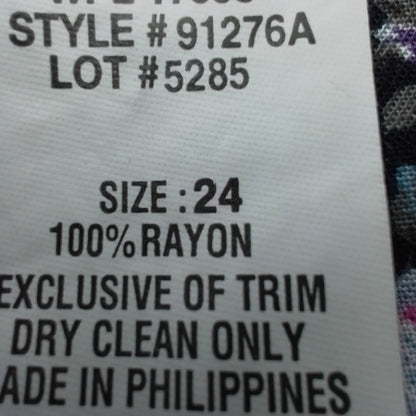 STYLE # 91276A
LOT #5285
SIZE : 24
100% RAYON
EXCLUSIVE OF TRIM
DRY CLEAN ONLY
ADE IN PHILIPPINES